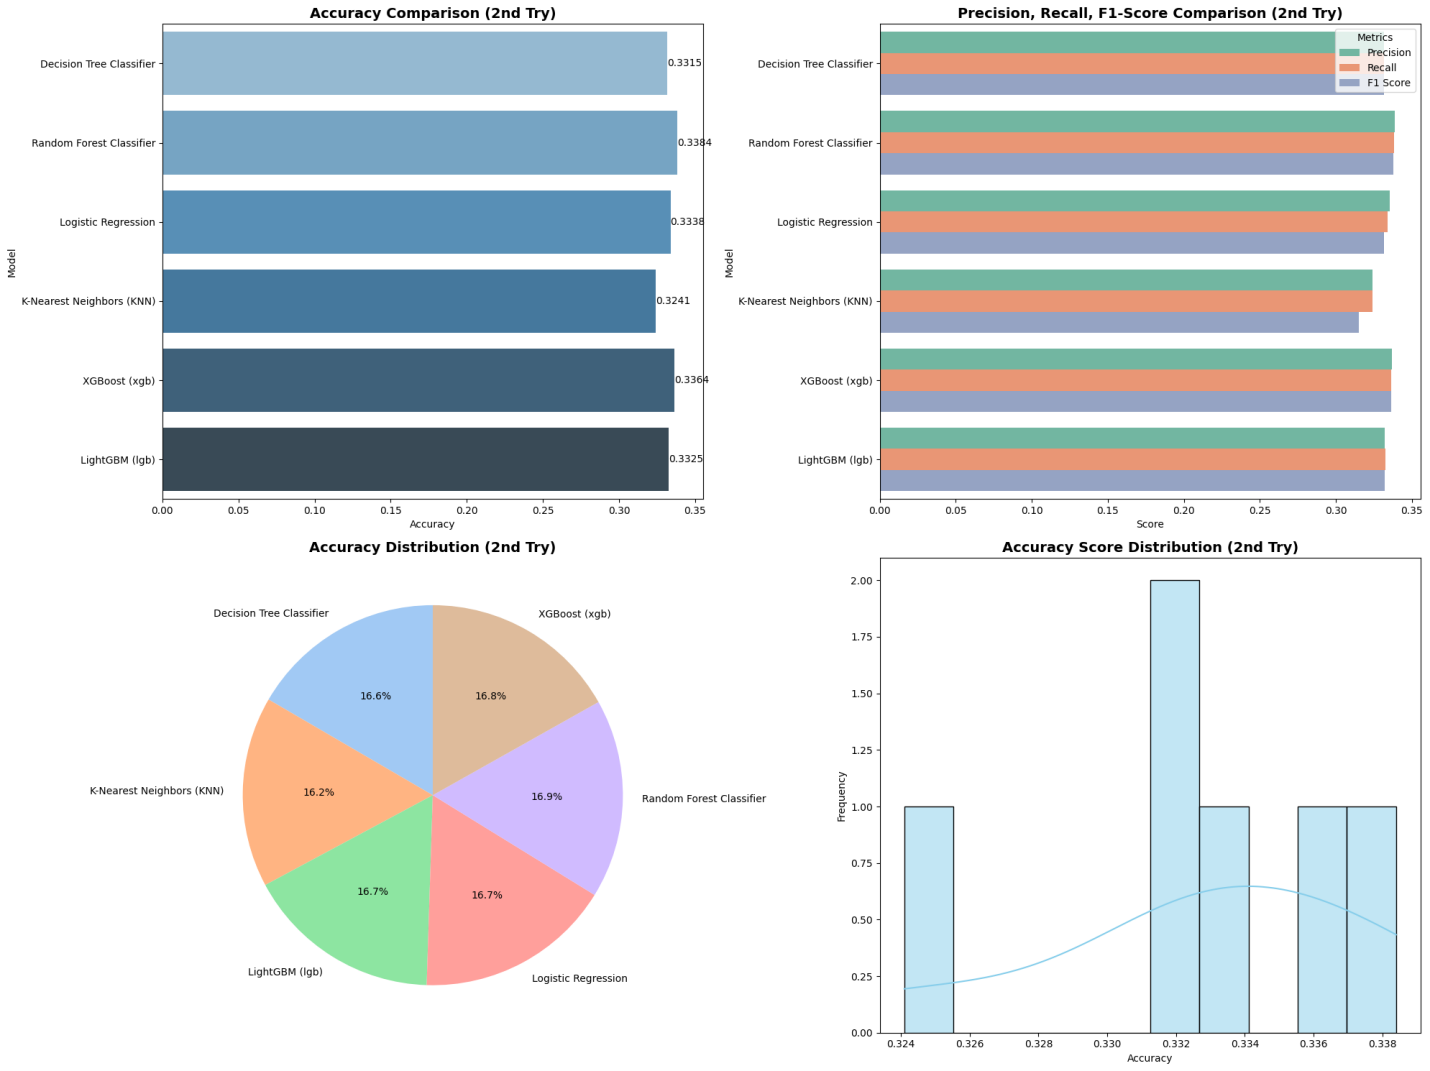 Accuracy Comparison (2nd Try)
Model
Decision Tree Classifier
0.3315
Random Forest Classifier
0.3384
Logistic Regression
0.3338
K-Nearest Neighbors (KNN)
0.3241
XGBoost (xgb)
0.3364
LightGBM (lgb)
0.3325
0.00 0.05 0.10 0.15 0.20 0.25 0.30 0.35
Accuracy
Precision, Recall, F1-Score Comparison (2nd Try)
Metrics
Precision
Recall
F1 Score
Model
Decision Tree Classifier
Random Forest Classifier
Logistic Regression
K-Nearest Neighbors (KNN)
XGBoost (xgb)
LightGBM (lgb)
0.00 0.05 0.10 0.15 0.20 0.25 0.30 0.35
Score
Accuracy Distribution (2nd Try)
Decision Tree Classifier
16.6%
XGBoost (xgb)
16.8%
K-Nearest Neighbors (KNN)
16.2%
Random Forest Classifier
16.9%
LightGBM (lgb)
16.7%
Logistic Regression
16.7%
Accuracy Score Distribution (2nd Try)
Frequency
2.00
1.75
1.50
1.25
1.00
0.75
0.50
0.25
0.00
0.324 0.326 0.328 0.330 0.332 0.334 0.336 0.338
Accuracy